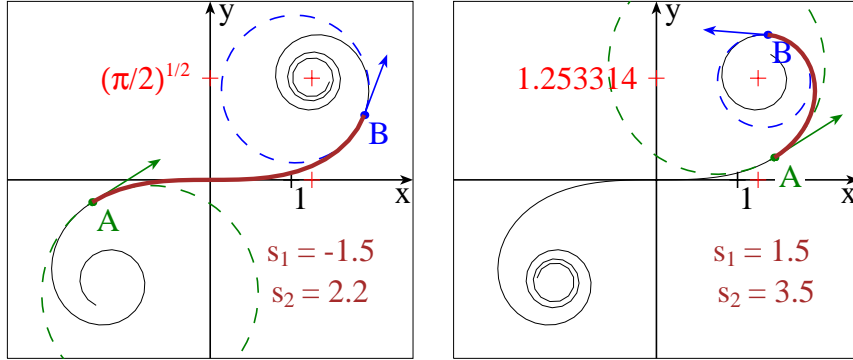 y
(π/2)^{1/2}
B
1
x
A
s₁ = -1.5
s₂ = 2.2
y
B
1.253314
A
1
x
s₁ = 1.5
s₂ = 3.5